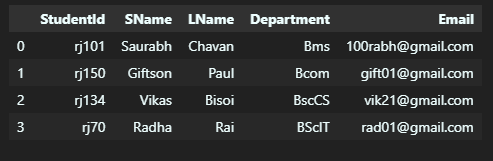 StudentId SName LName Department Email
0 rj101 Saurabh Chavan Bms 100rabh@gmail.com
1 rj150 Giftson Paul Bcom gift01@gmail.com
2 rj134 Vikas Bisoi BscCS vik21@gmail.com
3 rj70 Radha Rai BScIT rad01@gmail.com